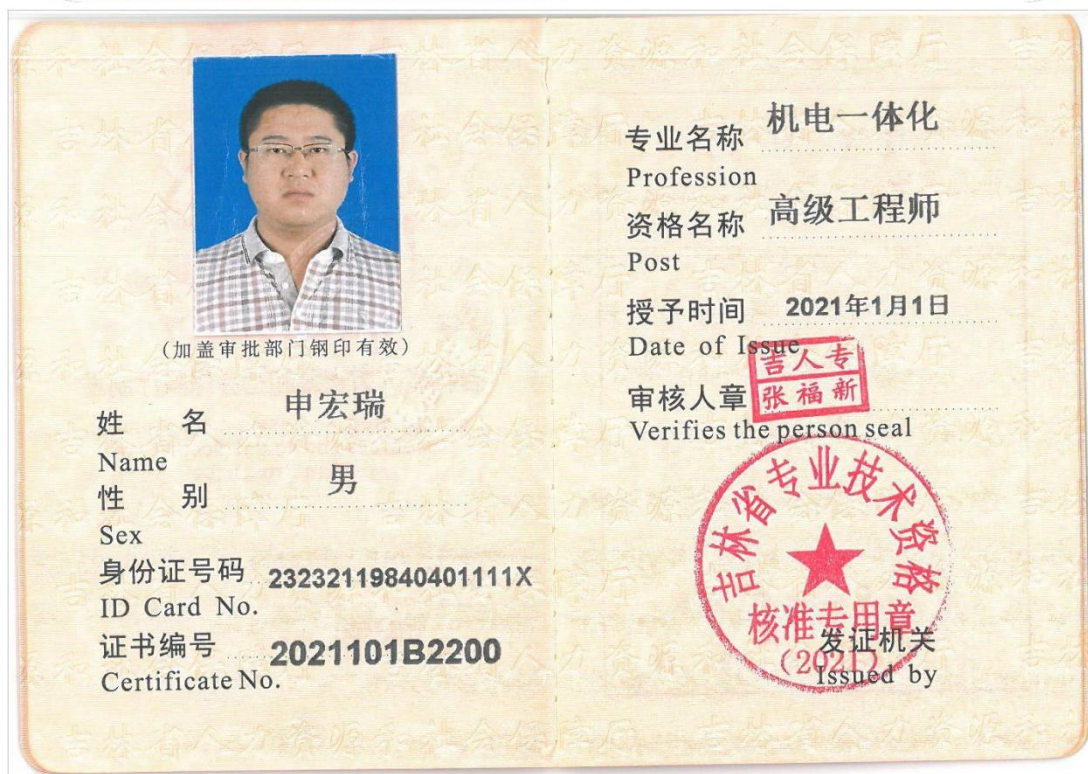 (加盖审批部门钢印有效)
姓 名 申宏瑞
Name
性 别 男
Sex
身份证号码 23232119840401111X
ID Card No.
证书编号 2021101B2200
Certificate No.
专业名称 机电一体化
Profession
资格名称 高级工程师
Post
授予时间 2021年1月1日
Date of Issue
吉人专
审核人章 张福新
Verifies the person seal
吉林省专业技术资格
核准专用章
(2021)
发证机关
Issued by